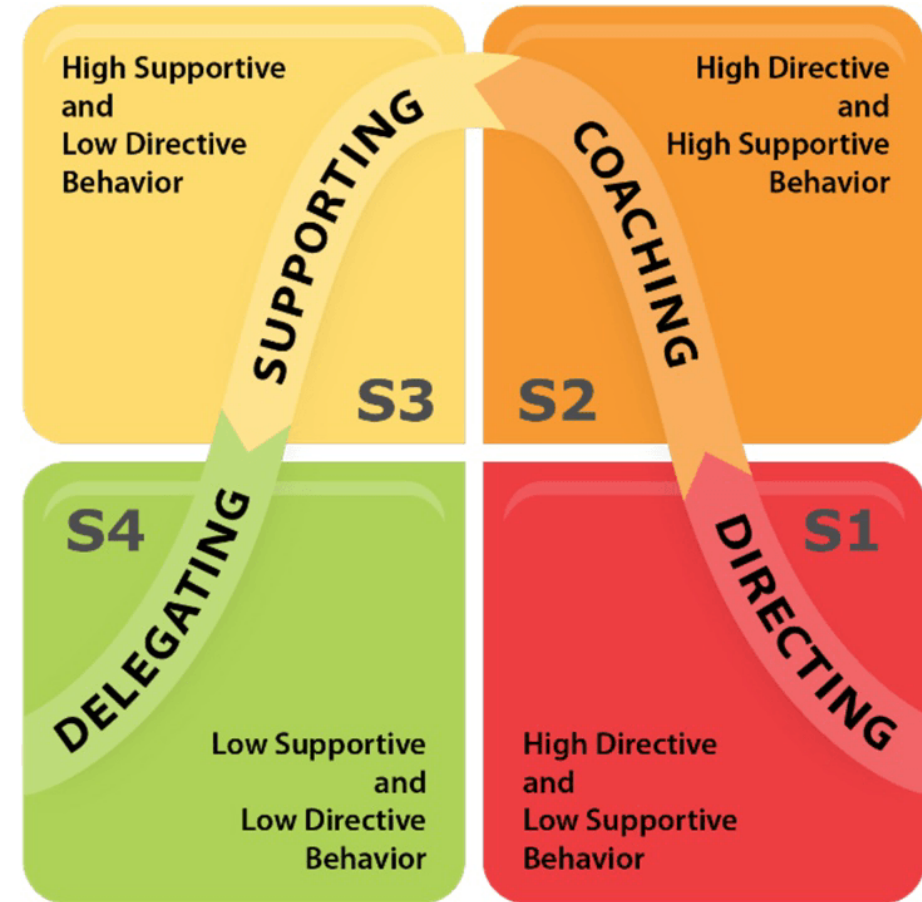 High Supportive
and
Low Directive
Behavior
SUPPORTING
S3
High Directive
and
High Supportive
Behavior
COACHING
S2
S4
DELEGATING
Low Supportive
and
Low Directive
Behavior
S1
DIRECTING
High Directive
and
Low Supportive
Behavior